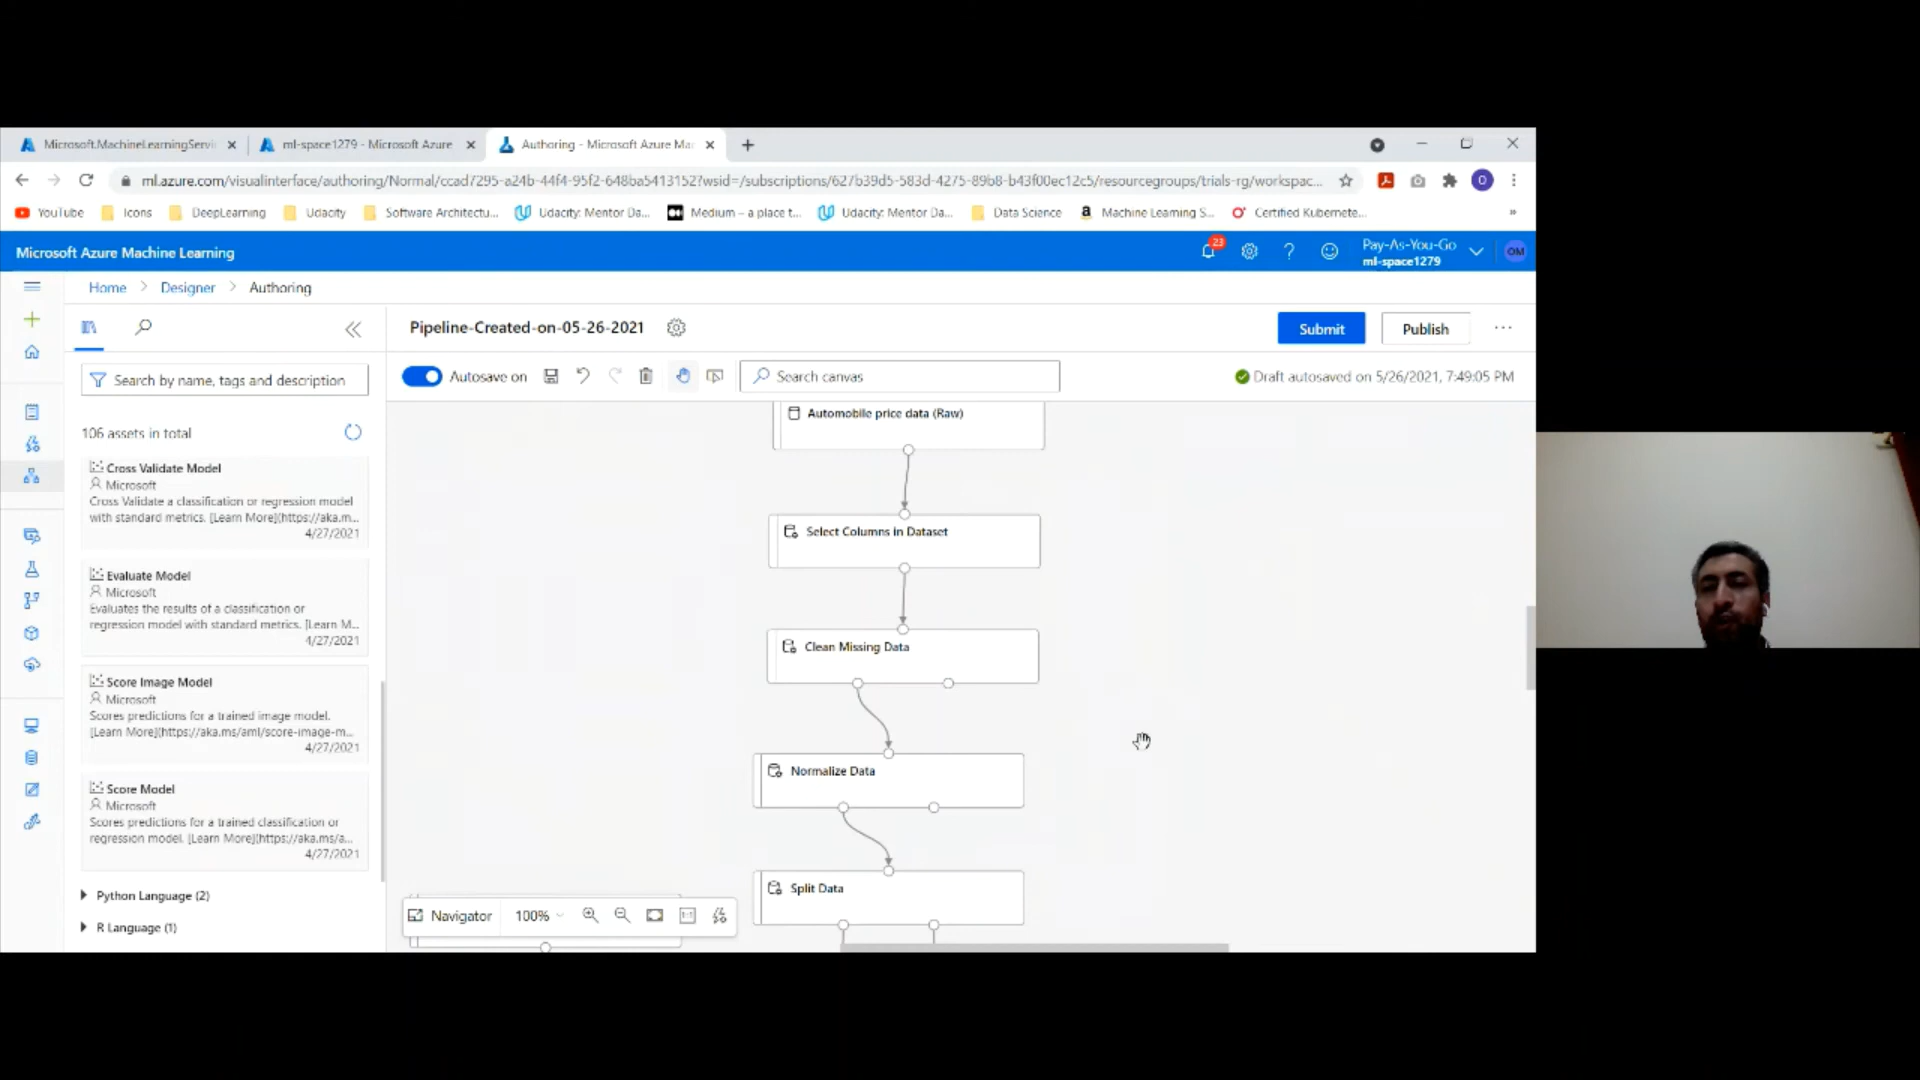 Microsoft.MachineLearningServi
ml-space1279 - Microsoft Azure
Authoring - Microsoft Azure Mac
ml.azure.com/visualinterface/authoring/Normal/ccad7295-a24b-44f4-95f2-648ba5413152?wsid=/subscriptions/627b39d5-583d-4275-89b8-b43f00ec12c5/resourcegroups/trials-rg/workspac...
O
YouTube
Icons
DeepLearning
Udacity
Software Architectu...
Udacity: Mentor Da...
Medium – a place t...
Udacity: Mentor Da...
Data Science
Machine Learning S...
Certified Kubernete...
»
Microsoft Azure Machine Learning
23
Pay-As-You-Go
ml-space1279
OM
Home > Designer > Authoring
Pipeline-Created-on-05-26-2021
Submit
Publish
Search by name, tags and description
Autosave on
Search canvas
Draft autosaved on 5/26/2021, 7:49:05 PM
106 assets in total
Cross Validate Model
Microsoft
Cross Validate a classification or regression model
with standard metrics. [Learn More](https://aka.m...
4/27/2021
Evaluate Model
Microsoft
Evaluates the results of a classification or
regression model with standard metrics. [Learn M...
4/27/2021
Score Image Model
Microsoft
Scores predictions for a trained image model.
[Learn More](https://aka.ms/aml/score-image-m...
4/27/2021
Score Model
Microsoft
Scores predictions for a trained classification or
regression model. [Learn More](https://aka.ms/a...
4/27/2021
Python Language (2)
R Language (1)
Automobile price data (Raw)
Select Columns in Dataset
Clean Missing Data
Normalize Data
Split Data
Navigator
100%